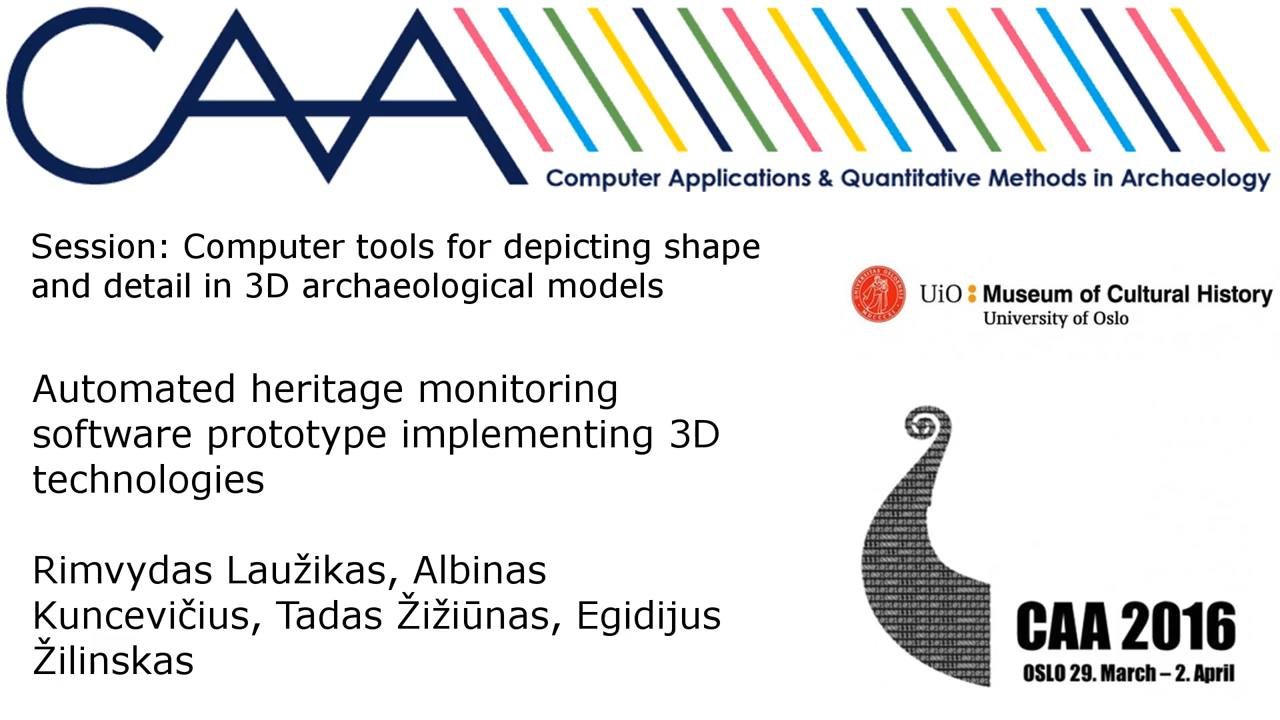 CAA
Computer Applications & Quantitative Methods in Archaeology
Session: Computer tools for depicting shape
and detail in 3D archaeological models
UiO Museum of Cultural History
University of Oslo
Automated heritage monitoring
software prototype implementing 3D
technologies
Rimvydas Laužikas, Albinas
Kuncevičius, Tadas Žižiūnas, Egidijus
Žilinskas
CAA 2016
OSLO 29. March – 2. April